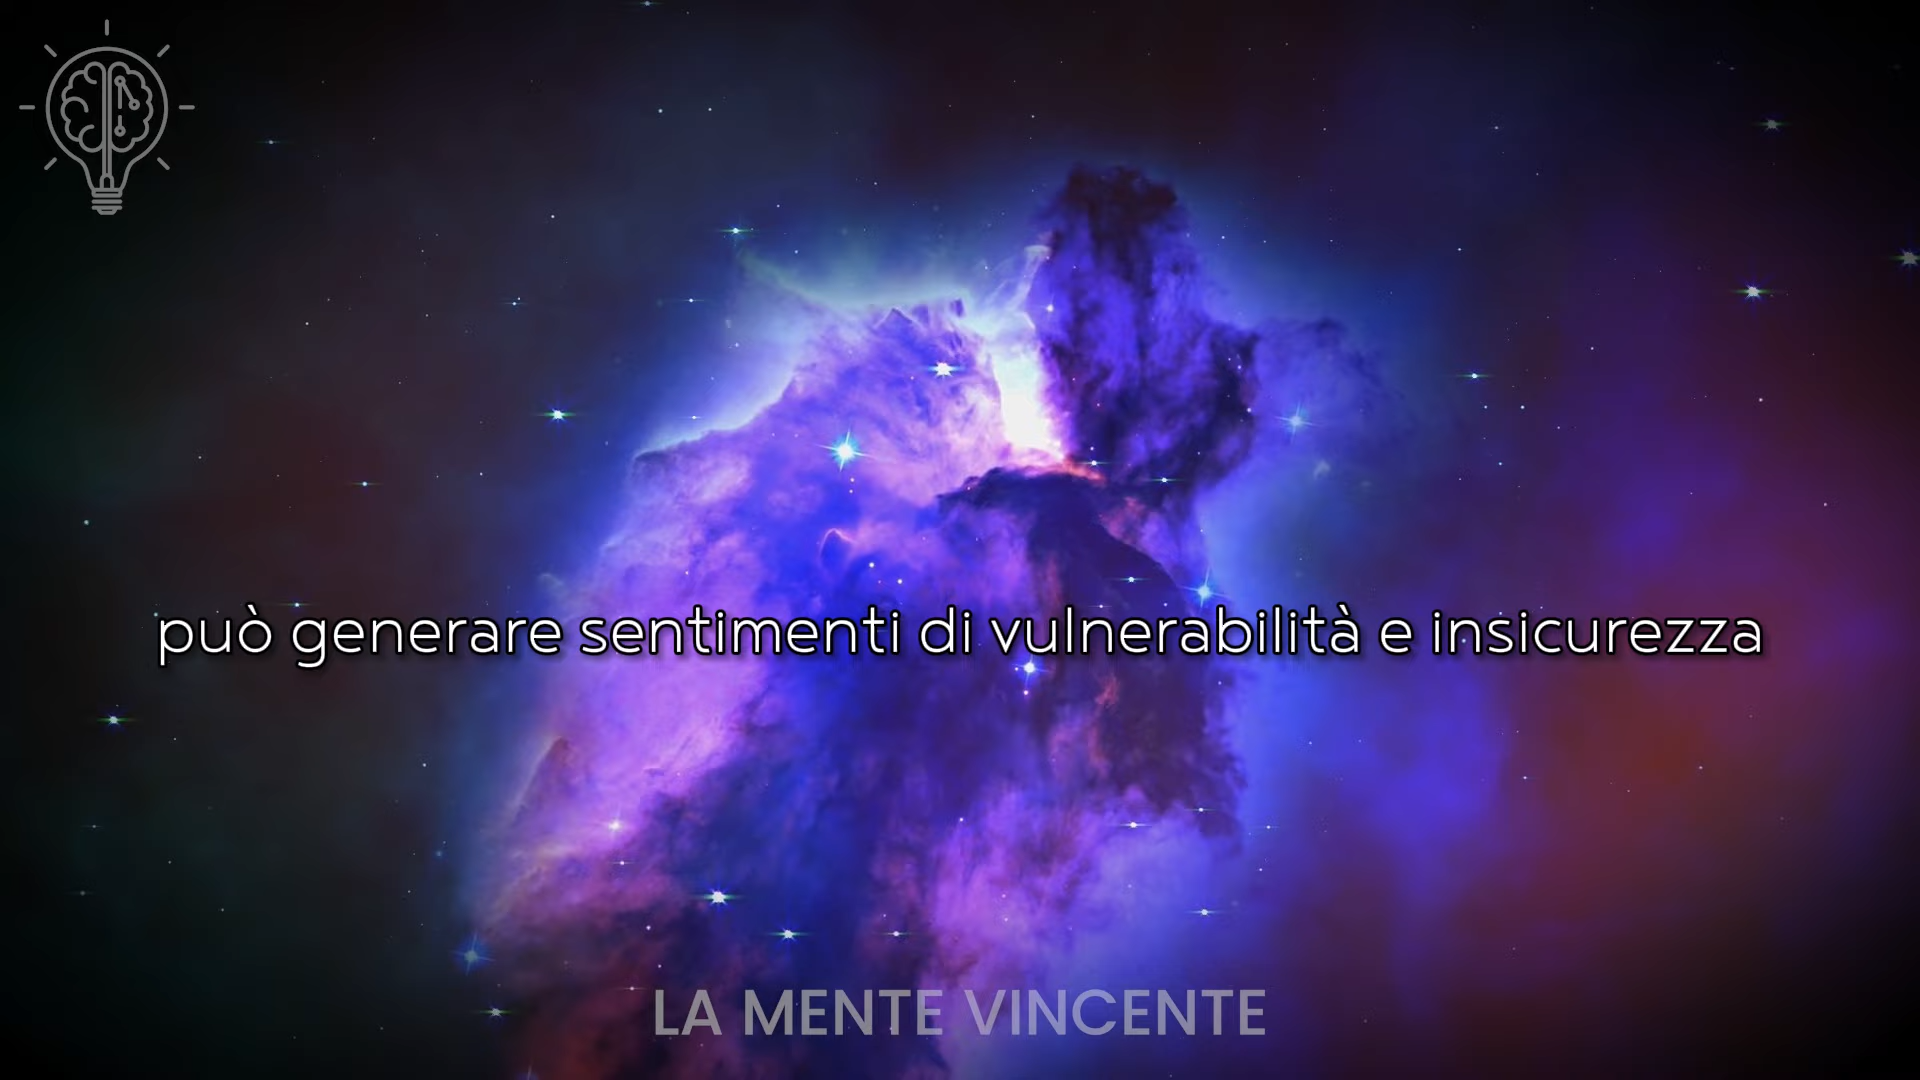 può generare sentimenti di vulnerabilità e insicurezza
LA MENTE VINCENTE